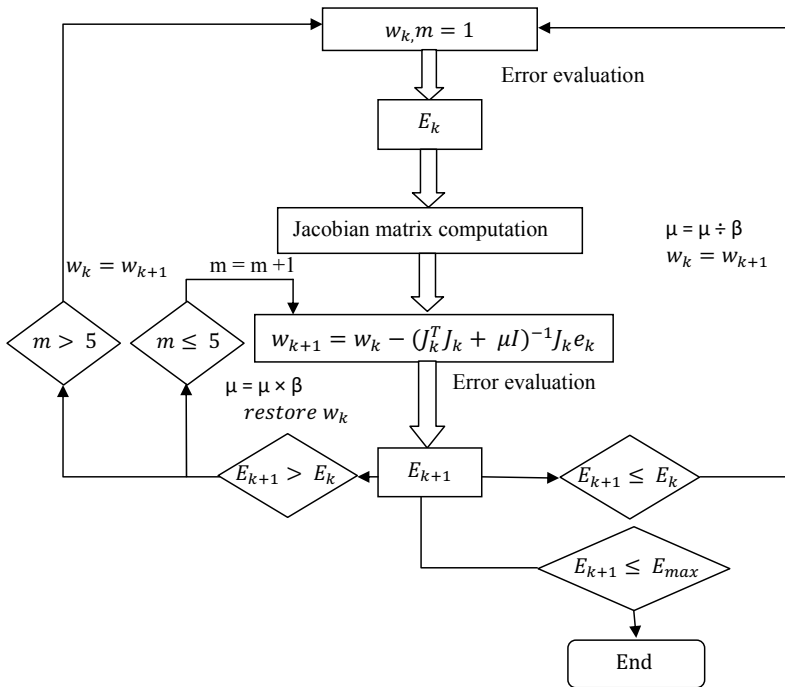 w_k, m = 1
Error evaluation
E_k
Jacobian matrix computation
μ = μ ÷ β
w_k = w_{k+1}
w_k = w_{k+1}
m = m +1
m > 5
m ≤ 5
w_{k+1} = w_k − (J_k^T J_k + μI)^{−1} J_k e_k
Error evaluation
μ = μ × β
restore w_k
E_{k+1} > E_k
E_{k+1}
E_{k+1} ≤ E_k
E_{k+1} ≤ E_{max}
End